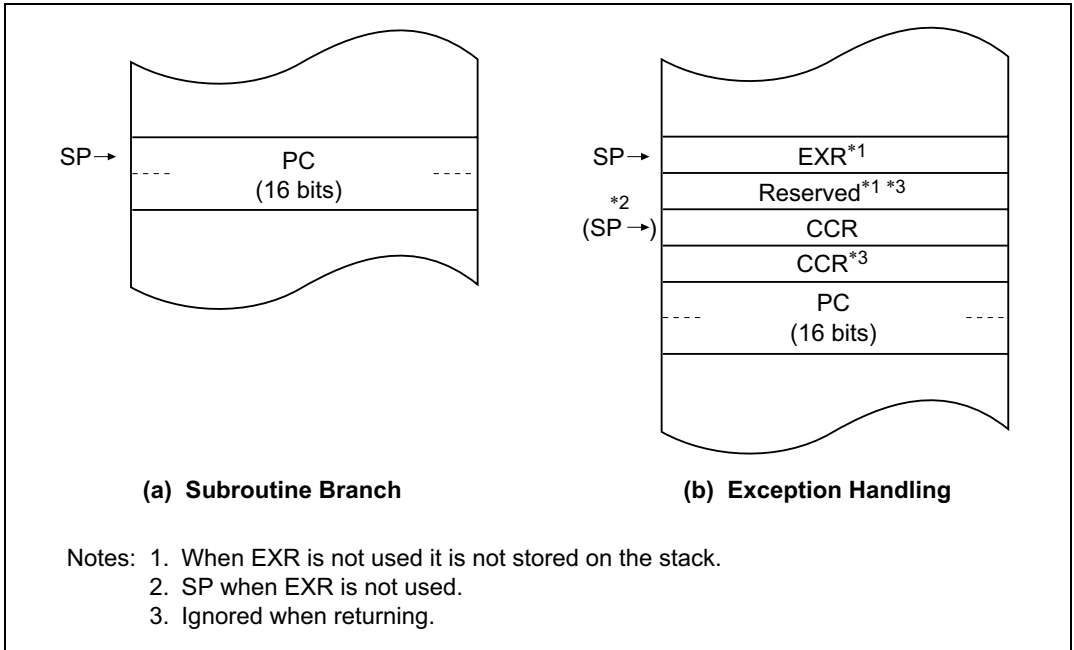 SP→
PC
(16 bits)
(a) Subroutine Branch
SP→
EXR*1
Reserved*1 *3
*2
(SP→)
CCR
CCR*3
PC
(16 bits)
(b) Exception Handling
Notes: 1. When EXR is not used it is not stored on the stack.
2. SP when EXR is not used.
3. Ignored when returning.